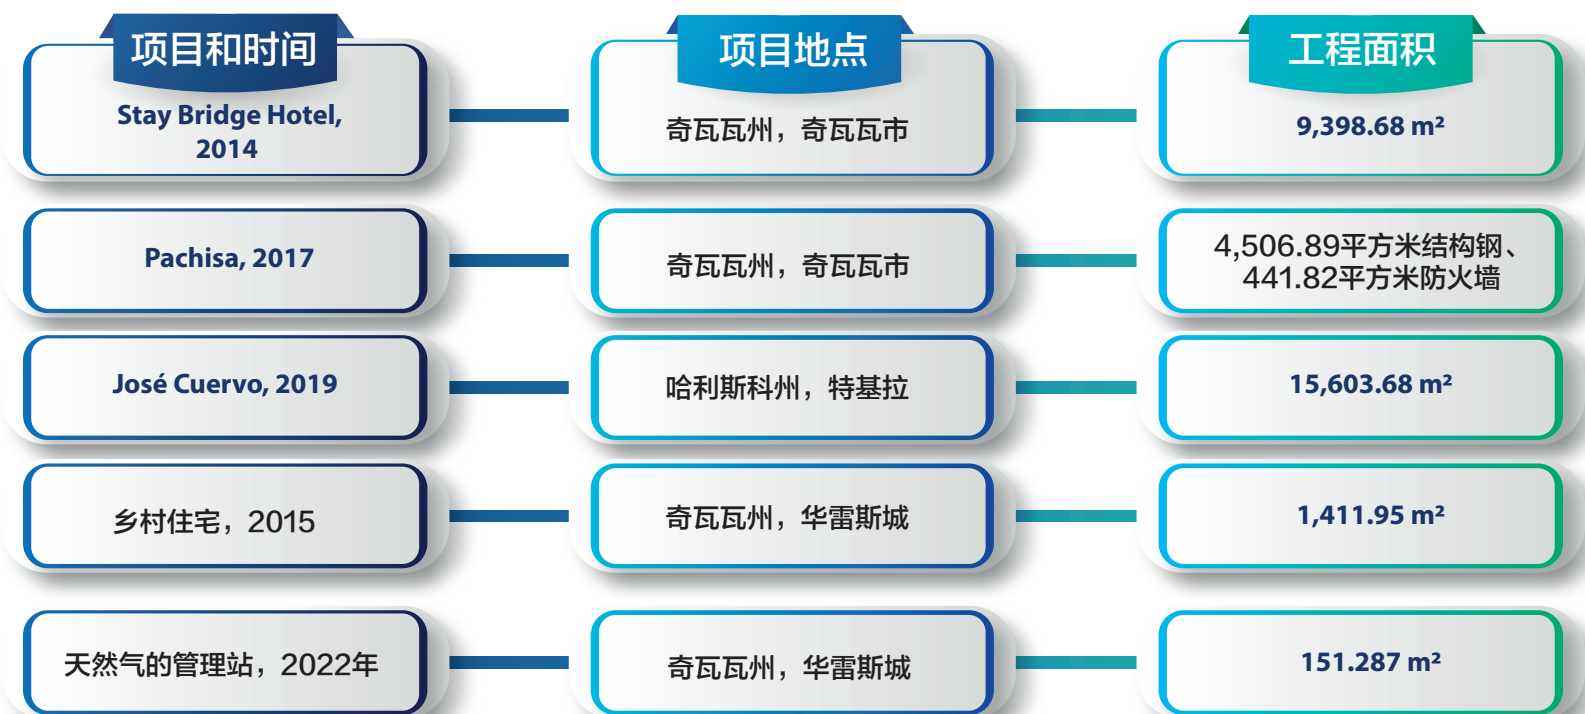 项目和时间
项目地点
工程面积
Stay Bridge Hotel,
2014
奇瓦瓦州，奇瓦瓦市
9,398.68 m²
Pachisa, 2017
奇瓦瓦州，奇瓦瓦市
4,506.89平方米结构钢、
441.82平方米防火墙
José Cuervo, 2019
哈利斯科州，特基拉
15,603.68 m²
乡村住宅，2015
奇瓦瓦州，华雷斯城
1,411.95 m²
天然气的管理站，2022年
奇瓦瓦州，华雷斯城
151.287 m²